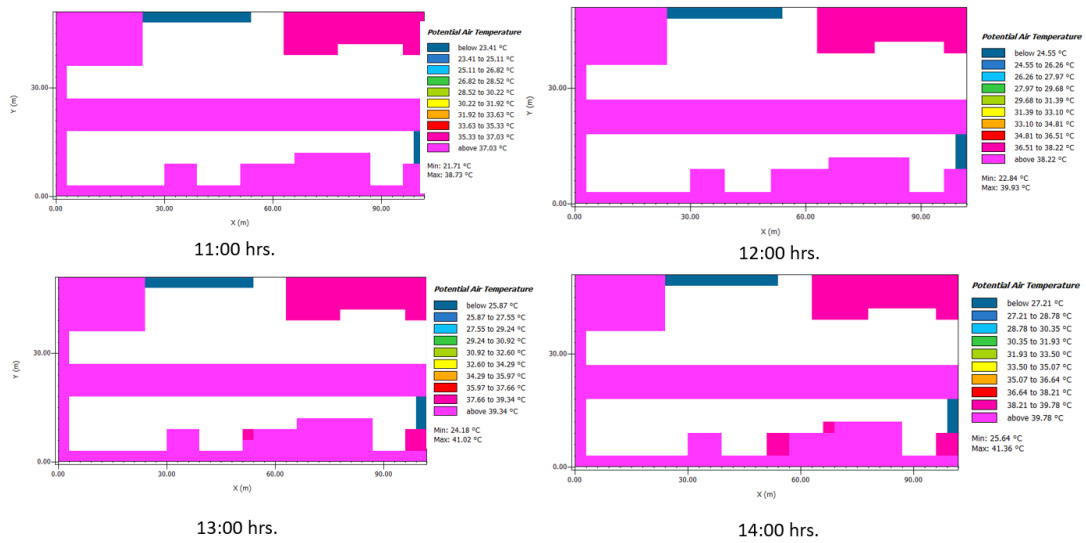 Potential Air Temperature
below 23.41 °C
23.41 to 25.11 °C
25.11 to 26.82 °C
26.82 to 28.52 °C
28.52 to 30.22 °C
30.22 to 31.92 °C
31.92 to 33.63 °C
33.63 to 35.33 °C
35.33 to 37.03 °C
above 37.03 °C
Min: 21.71 °C
Max: 38.73 °C
Y (m)
30.00
0.00
0.00 30.00 60.00 90.00
X (m)
11:00 hrs.
Potential Air Temperature
below 24.55 °C
24.55 to 26.26 °C
26.26 to 27.97 °C
27.97 to 29.68 °C
29.68 to 31.39 °C
31.39 to 33.10 °C
33.10 to 34.81 °C
34.81 to 36.51 °C
36.51 to 38.22 °C
above 38.22 °C
Min: 22.84 °C
Max: 39.93 °C
Y (m)
30.00
0.00
0.00 30.00 60.00 90.00
X (m)
12:00 hrs.
Potential Air Temperature
below 25.87 °C
25.87 to 27.55 °C
27.55 to 29.24 °C
29.24 to 30.92 °C
30.92 to 32.60 °C
32.60 to 34.29 °C
34.29 to 35.97 °C
35.97 to 37.66 °C
37.66 to 39.34 °C
above 39.34 °C
Min: 24.18 °C
Max: 41.02 °C
Y (m)
30.00
0.00
0.00 30.00 60.00 90.00
X (m)
13:00 hrs.
Potential Air Temperature
below 27.21 °C
27.21 to 28.78 °C
28.78 to 30.35 °C
30.35 to 31.93 °C
31.93 to 33.50 °C
33.50 to 35.07 °C
35.07 to 36.64 °C
36.64 to 38.21 °C
38.21 to 39.78 °C
above 39.78 °C
Min: 25.64 °C
Max: 41.36 °C
Y (m)
30.00
0.00
0.00 30.00 60.00 90.00
X (m)
14:00 hrs.